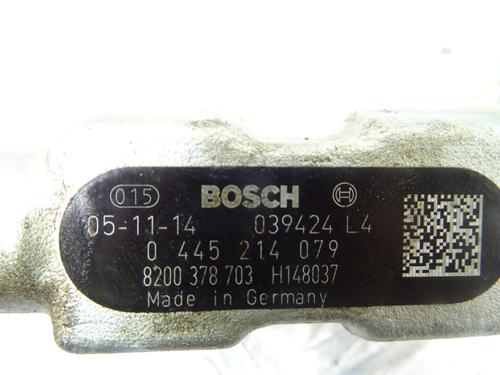 015 BOSCH
05-11-14 039424 L4
0 445 214 079
8200 378 703 H148037
Made in Germany